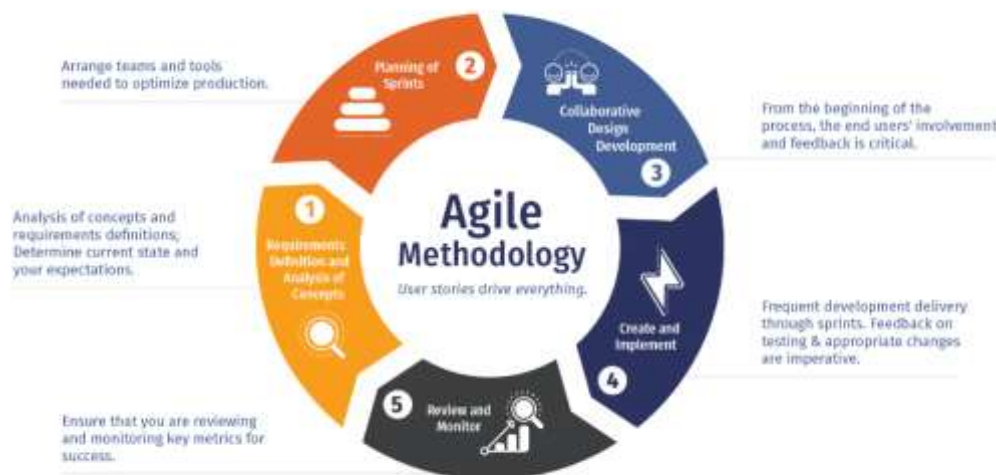 Agile
Methodology
User stories drive everything.
1
Requirements
Definition and
Analysis of
Concepts
Analysis of concepts and
requirements definitions;
Determine current state and
your expectations.
2
Planning of
Sprints
Arrange teams and tools
needed to optimize production.
Collaborative
Design
Development
3
From the beginning of the
process, the end users' involvement
and feedback is critical.
Create and
Implement
4
Frequent development delivery
through sprints. Feedback on
testing & appropriate changes
are imperative.
5
Review and
Monitor
Ensure that you are reviewing
and monitoring key metrics for
success.